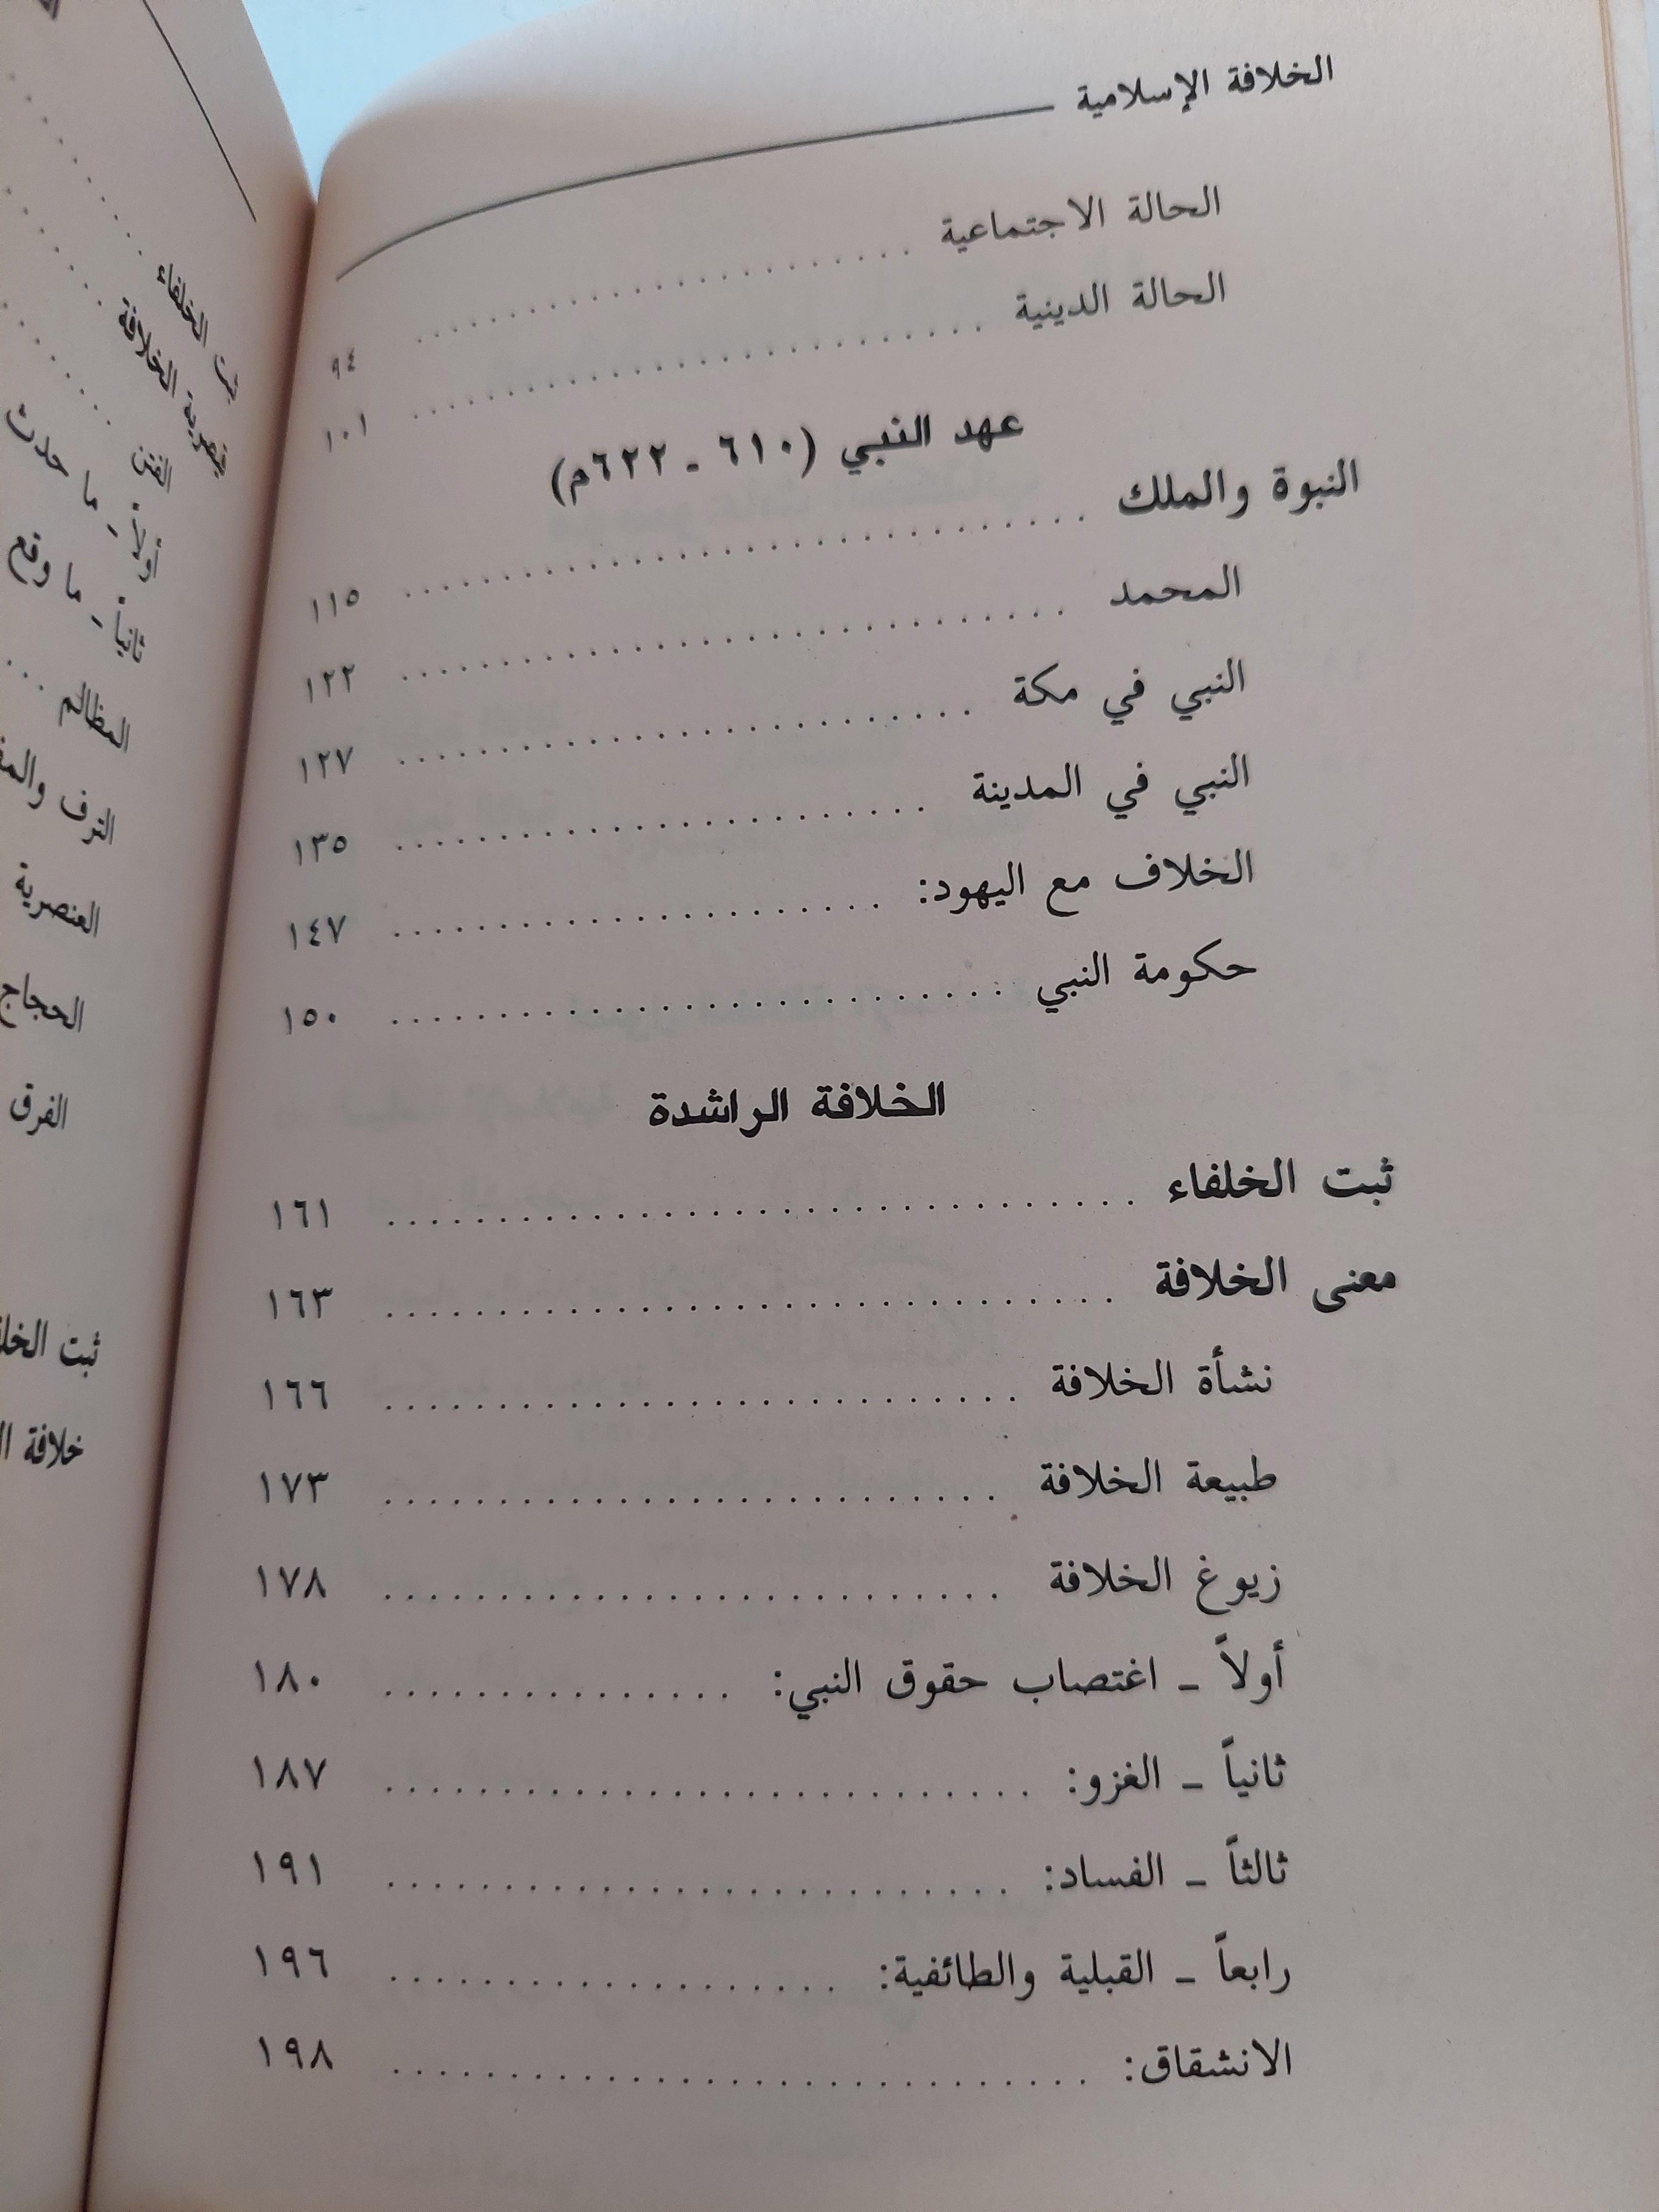 الخلافة الإسلامية
الحالة الاجتماعية ........................ ٩٤
الحالة الدينية ........................ ١٠١
عهد النبي (٦١٠ - ٦٢٢م)
النبوة والملك ........................ ١١٥
المحمد ........................ ١٢٢
النبي في مكة ........................ ١٢٧
النبي في المدينة ........................ ١٣٥
الخلاف مع اليهود: ........................ ١٤٧
حكومة النبي ........................ ١٥٠
الخلافة الراشدة
ثبت الخلفاء ........................ ١٦١
معنى الخلافة ........................ ١٦٣
نشأة الخلافة ........................ ١٦٦
طبيعة الخلافة ........................ ١٧٣
زيوغ الخلافة ........................ ١٧٨
أولاً - اغتصاب حقوق النبي: ................ ١٨٠
ثانياً - الغزو: ........................ ١٨٧
ثالثاً - الفساد: ........................ ١٩١
رابعاً - القبلية والطائفية: .................. ١٩٦
الانشقاق: ........................ ١٩٨
ثبت الخلفاء
قيصرية الخلافة
الفتن
أولاً - ما حدث
ثانياً - ما وقع
المظالم
الترف
العنصرية
الحجاج
الفرق
ثبت
خلافة